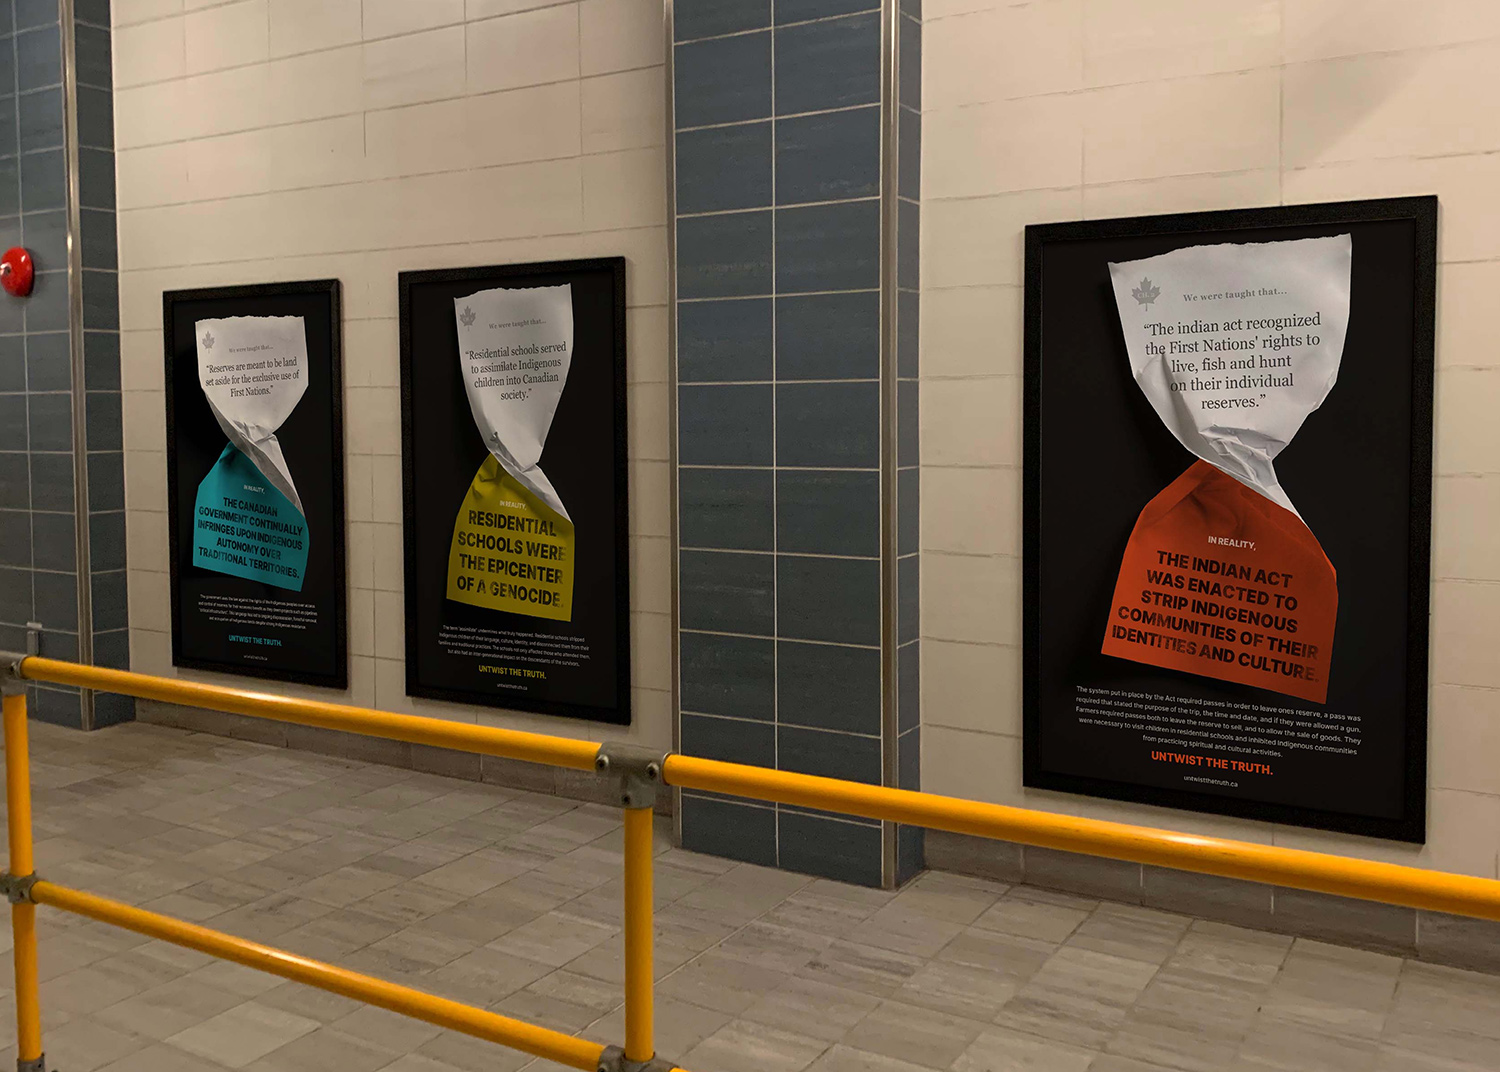 We were taught that...
“Reserves are meant to be land
set aside for the exclusive use of
First Nations.”
IN REALITY,
THE CANADIAN
GOVERNMENT CONTINUALLY
INFRINGES UPON INDIGENOUS
AUTONOMY OVER
TRADITIONAL TERRITORIES.
UNTWIST THE TRUTH.
untwistthetruth.ca
We were taught that...
“Residential schools served
to assimilate Indigenous
children into Canadian
society.”
IN REALITY,
RESIDENTIAL
SCHOOLS WERE
THE EPICENTER
OF A GENOCIDE.
The term “assimilate” undermines what truly happened. Residential schools stripped
Indigenous children of their language, culture, identity, and disconnected them from their
families and traditional practices. The schools not only affected those who attended them,
but also had an inter-generational impact on the descendants of the survivors.
UNTWIST THE TRUTH.
untwistthetruth.ca
We were taught that...
“The indian act recognized
the First Nations' rights to
live, fish and hunt
on their individual
reserves.”
IN REALITY,
THE INDIAN ACT
WAS ENACTED TO
STRIP INDIGENOUS
COMMUNITIES OF THEIR
IDENTITIES AND CULTURE.
The system put in place by the Act required passes in order to leave ones reserve, a pass was
required that stated the purpose of the trip, the time and date, and if they were allowed a gun.
Farmers required passes both to leave the reserve to sell, and to allow the sale of goods. They
were necessary to visit children in residential schools and inhibited Indigenous communities
from practicing spiritual and cultural activities.
UNTWIST THE TRUTH.
untwistthetruth.ca